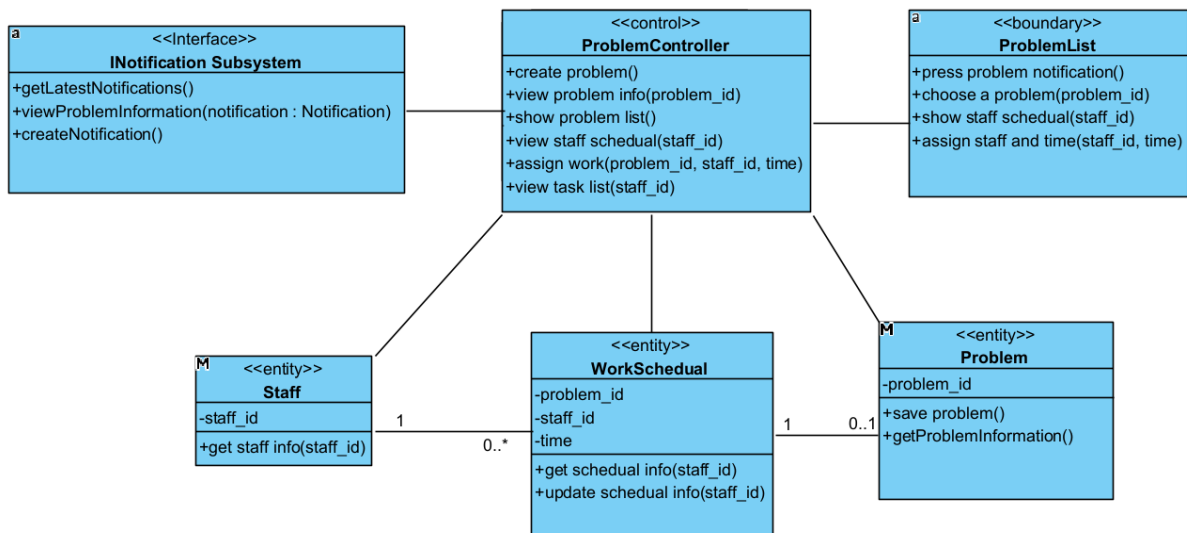 a
<<Interface>>
INotification Subsystem
+getLatestNotifications()
+viewProblemInformation(notification : Notification)
+createNotification()
<<control>>
ProblemController
+create problem()
+view problem info(problem_id)
+show problem list()
+view staff schedual(staff_id)
+assign work(problem_id, staff_id, time)
+view task list(staff_id)
a
<<boundary>>
ProblemList
+press problem notification()
+choose a problem(problem_id)
+show staff schedual(staff_id)
+assign staff and time(staff_id, time)
M
<<entity>>
Staff
-staff_id
+get staff info(staff_id)
1
0..*
<<entity>>
WorkSchedual
-problem_id
-staff_id
-time
+get schedual info(staff_id)
+update schedual info(staff_id)
1
0..1
M
<<entity>>
Problem
-problem_id
+save problem()
+getProblemInformation()